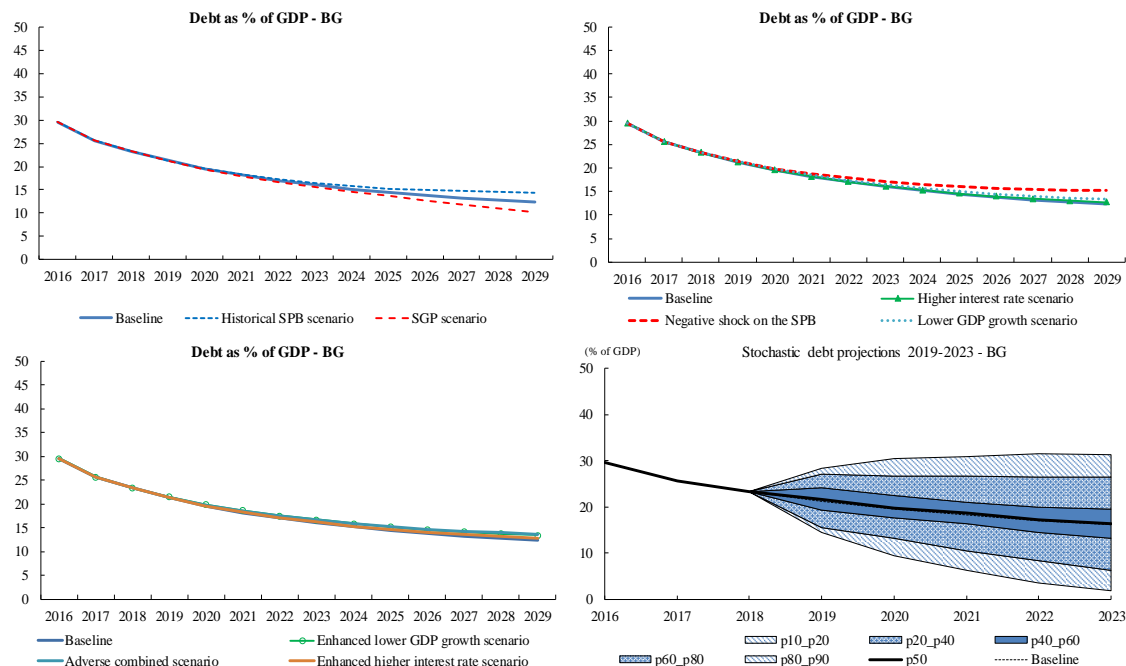 Debt as % of GDP - BG
50
45
40
35
30
25
20
15
10
5
0
2016 2017 2018 2019 2020 2021 2022 2023 2024 2025 2026 2027 2028 2029
Baseline Historical SPB scenario SGP scenario
Debt as % of GDP - BG
50
45
40
35
30
25
20
15
10
5
0
2016 2017 2018 2019 2020 2021 2022 2023 2024 2025 2026 2027 2028 2029
Baseline Higher interest rate scenario
Negative shock on the SPB Lower GDP growth scenario
Debt as % of GDP - BG
50
45
40
35
30
25
20
15
10
5
0
2016 2017 2018 2019 2020 2021 2022 2023 2024 2025 2026 2027 2028 2029
Baseline Enhanced lower GDP growth scenario
Adverse combined scenario Enhanced higher interest rate scenario
(% of GDP) Stochastic debt projections 2019-2023 - BG
50
40
30
20
10
0
2016 2017 2018 2019 2020 2021 2022 2023
p10_p20 p20_p40 p40_p60
p60_p80 p80_p90 p50 Baseline